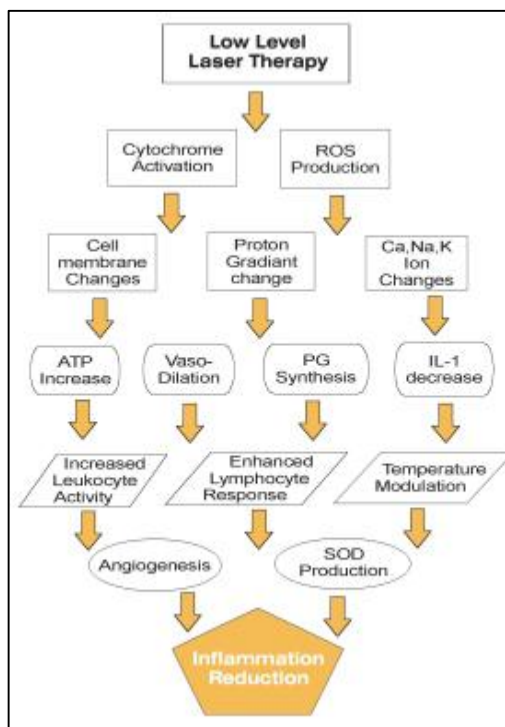 Low Level
Laser Therapy
Cytochrome
Activation
ROS
Production
Cell
membrane
Changes
Proton
Gradiant
change
Ca,Na,K
Ion
Changes
ATP
Increase
Vaso-
Dilation
PG
Synthesis
IL-1
decrease
Increased
Leukocyte
Activity
Enhanced
Lymphocyte
Response
Temperature
Modulation
Angiogenesis
SOD
Production
Inflammation
Reduction